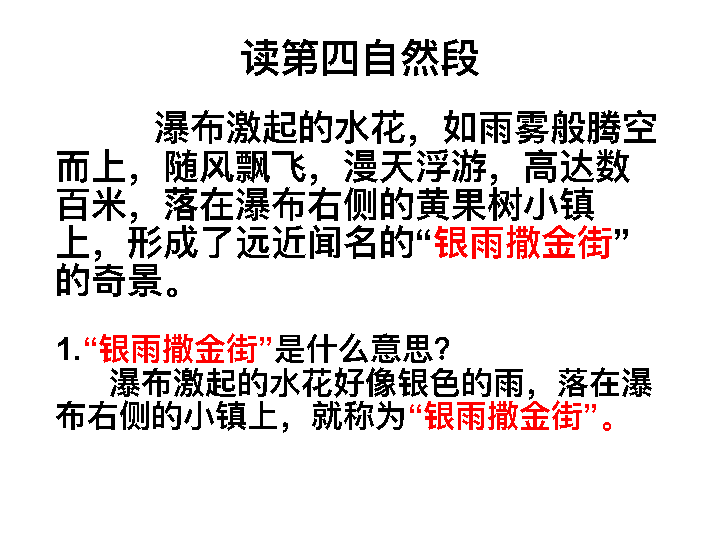 读第四自然段
瀑布激起的水花，如雨雾般腾空
而上，随风飘飞，漫天浮游，高达数
百米，落在瀑布右侧的黄果树小镇
上，形成了远近闻名的“银雨撒金街”
的奇景。
1.“银雨撒金街”是什么意思?
瀑布激起的水花好像银色的雨，落在瀑
布右侧的小镇上，就称为“银雨撒金街”。